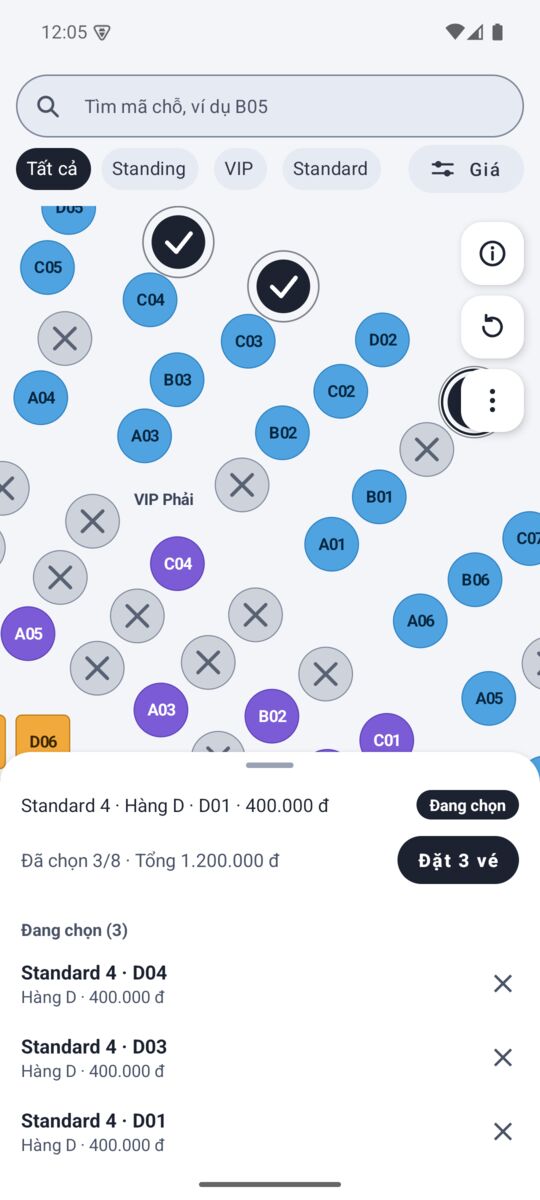 12:05
Tìm mã chỗ, ví dụ B05
Tất cả
Standing
VIP
Standard
Giá
D05
C05
C04
C03
D02
B03
C02
A04
A03
B02
VIP Phải
B01
A01
C07
C04
B06
A06
A05
A05
A03
B02
C01
D06
Standard 4 · Hàng D · D01 · 400.000 đ
Đang chọn
Đã chọn 3/8 · Tổng 1.200.000 đ
Đặt 3 vé
Đang chọn (3)
Standard 4 · D04
Hàng D · 400.000 đ
Standard 4 · D03
Hàng D · 400.000 đ
Standard 4 · D01
Hàng D · 400.000 đ